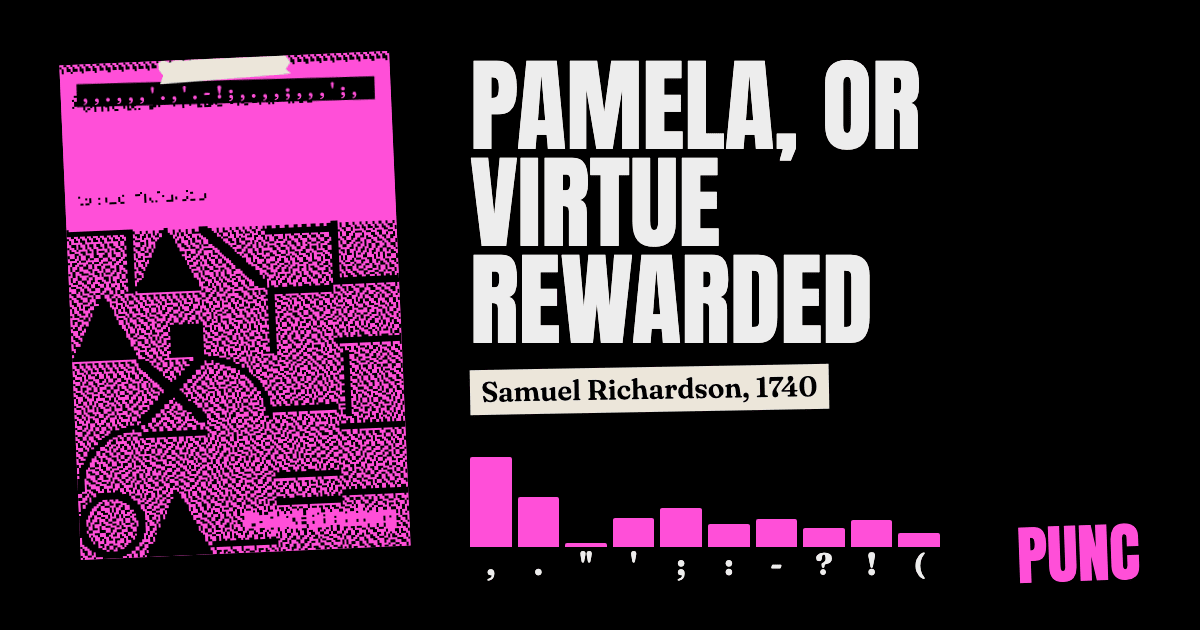 ,,.,,,'.,'.-!;,.,,;,,,';,
PAMELA, OR
VIRTUE
REWARDED
Samuel Richardson, 1740
, . " ' ; : - ? ! (
PUNC